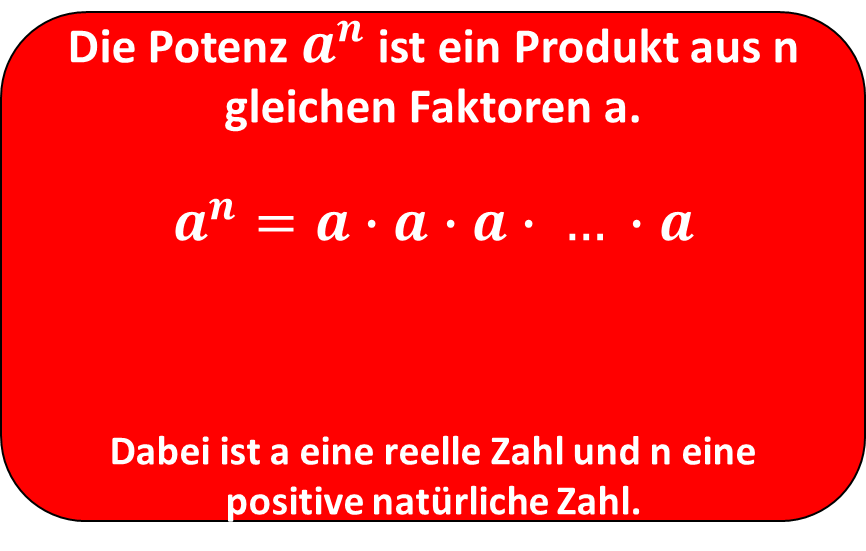 Die Potenz aⁿ ist ein Produkt aus n
gleichen Faktoren a.
aⁿ = a · a · a · … · a
Dabei ist a eine reelle Zahl und n eine
positive natürliche Zahl.